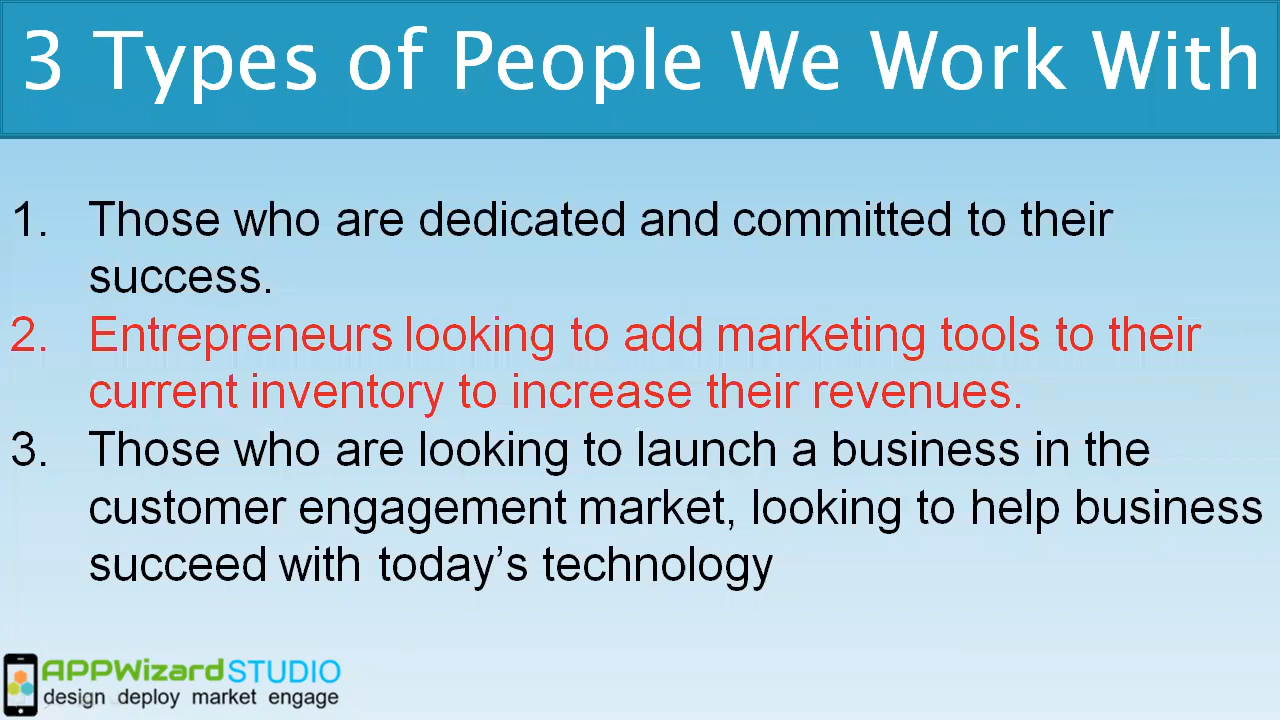 3 Types of People We Work With
1. Those who are dedicated and committed to their
success.
2. Entrepreneurs looking to add marketing tools to their
current inventory to increase their revenues.
3. Those who are looking to launch a business in the
customer engagement market, looking to help business
succeed with today’s technology
APPWizardSTUDIO
design deploy market engage